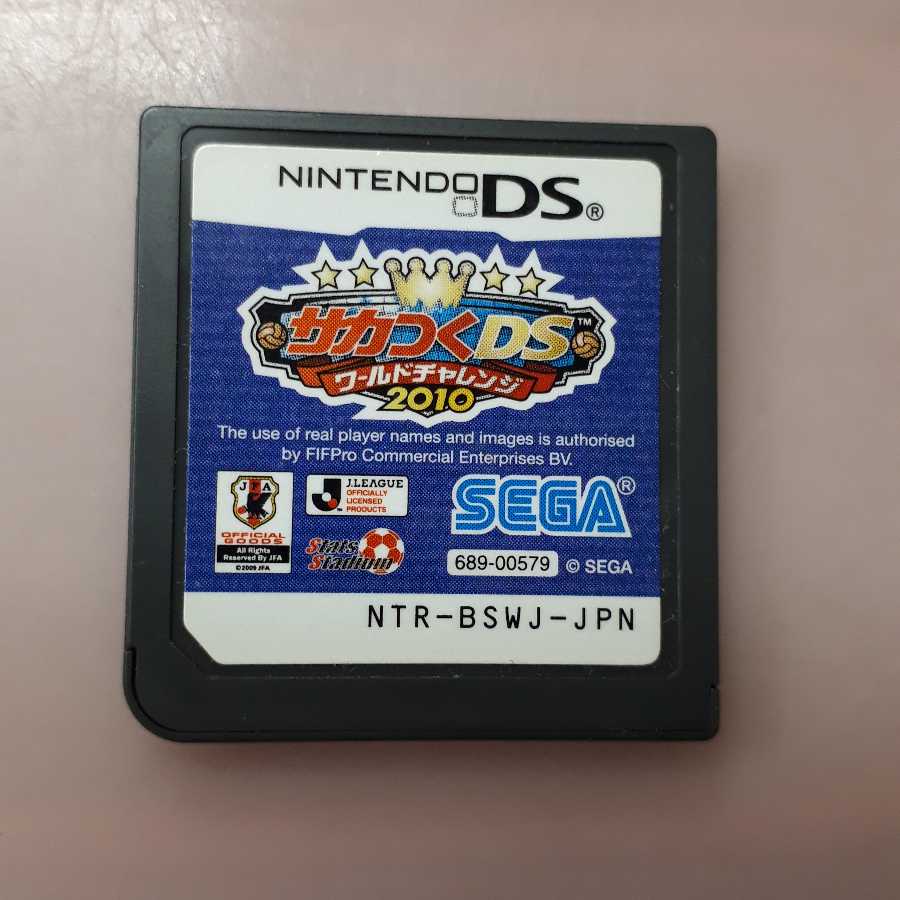 NINTENDO DS®
サカつくDS™
ワールドチャレンジ
2010
The use of real player names and images is authorised
by FIFPro Commercial Enterprises BV.
JFA
OFFICIAL
GOODS
All Rights
Reserved By JFA
©2009 JFA
J.LEAGUE
OFFICIALLY
LICENSED
PRODUCTS
Stats
Stadium
SEGA®
689-00579
© SEGA
NTR-BSWJ-JPN